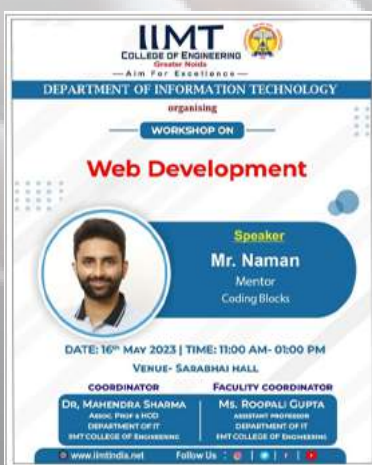 IIMT
COLLEGE OF ENGINEERING
Greater Noida
—Aim For Excellence—
DEPARTMENT OF INFORMATION TECHNOLOGY
organising
WORKSHOP ON
Web Development
Speaker
Mr. Naman
Mentor
Coding Blocks
DATE: 16TH MAY 2023 | TIME: 11:00 AM- 01:00 PM
VENUE- SARABHAI HALL
COORDINATOR
DR, MAHENDRA SHARMA
ASSOC. PROF & HOD
DEPARTMENT OF IT
IIMT COLLEGE OF ENGINEERING
FACULITY COORDINATOR
MS. ROOPALI GUPTA
ASSISTANT PROFESSOR
DEPARTMENT OF IT
IIMT COLLEGE OF ENGINEERING
www.iimtindia.net
Follow Us :